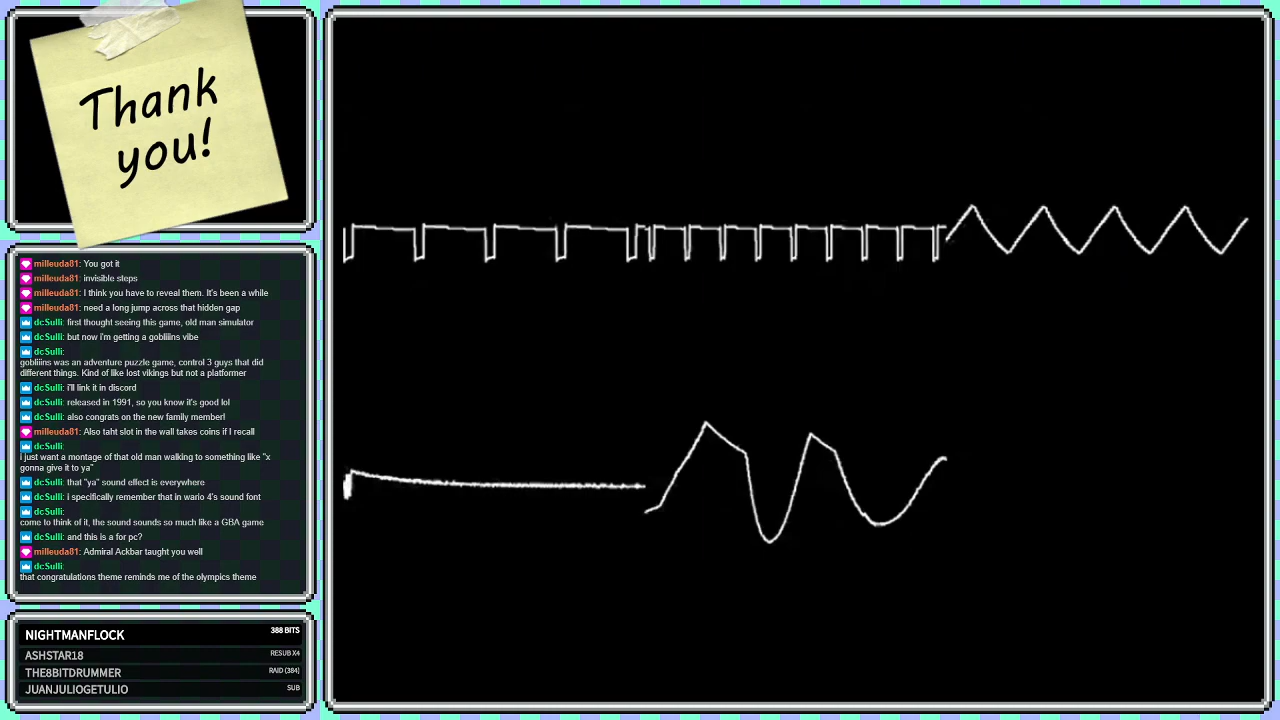 Thank
you!
milleuda81: You got it
milleuda81: invisible steps
milleuda81: I think you have to reveal them. It's been a while
milleuda81: need a long jump across that hidden gap
dcSulli: first thought seeing this game, old man simulator
dcSulli: but now i'm getting a gobliiins vibe
dcSulli:
gobliiins was an adventure puzzle game, control 3 guys that did
different things. Kind of like lost vikings but not a platformer
dcSulli: i'll link it in discord
dcSulli: released in 1991, so you know it's good lol
dcSulli: also congrats on the new family member!
milleuda81: Also taht slot in the wall takes coins if I recall
dcSulli:
i just want a montage of that old man walking to something like "x
gonna give it to ya"
dcSulli: that "ya" sound effect is everywhere
dcSulli: i specifically remember that in wario 4's sound font
dcSulli:
come to think of it, the sound sounds so much like a GBA game
dcSulli: and this is a for pc?
milleuda81: Admiral Ackbar taught you well
dcSulli:
that congratulations theme reminds me of the olympics theme
NIGHTMANFLOCK 388 BITS
ASHSTAR18 RESUB X4
THE8BITDRUMMER RAID (384)
JUANJULIOGETULIO SUB